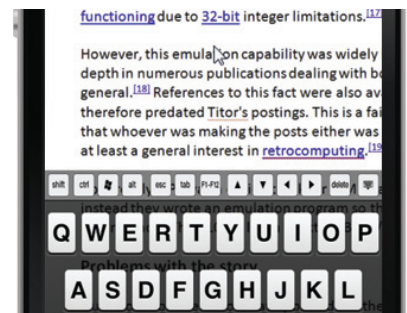 functioning due to 32-bit integer limitations.[17]
However, this emulation capability was widely
depth in numerous publications dealing with bo
general.[18] References to this fact were also av
therefore predated Titor's postings. This is a fai
that whoever was making the posts either was
at least a general interest in retrocomputing.[19
shift ctrl alt esc tab F1-F12 ▲ ▼ ◀ ▶ delete
instead they wrote an emulation program so th
Q W E R T Y U I O P
Problems with the story
A S D F G H J K L